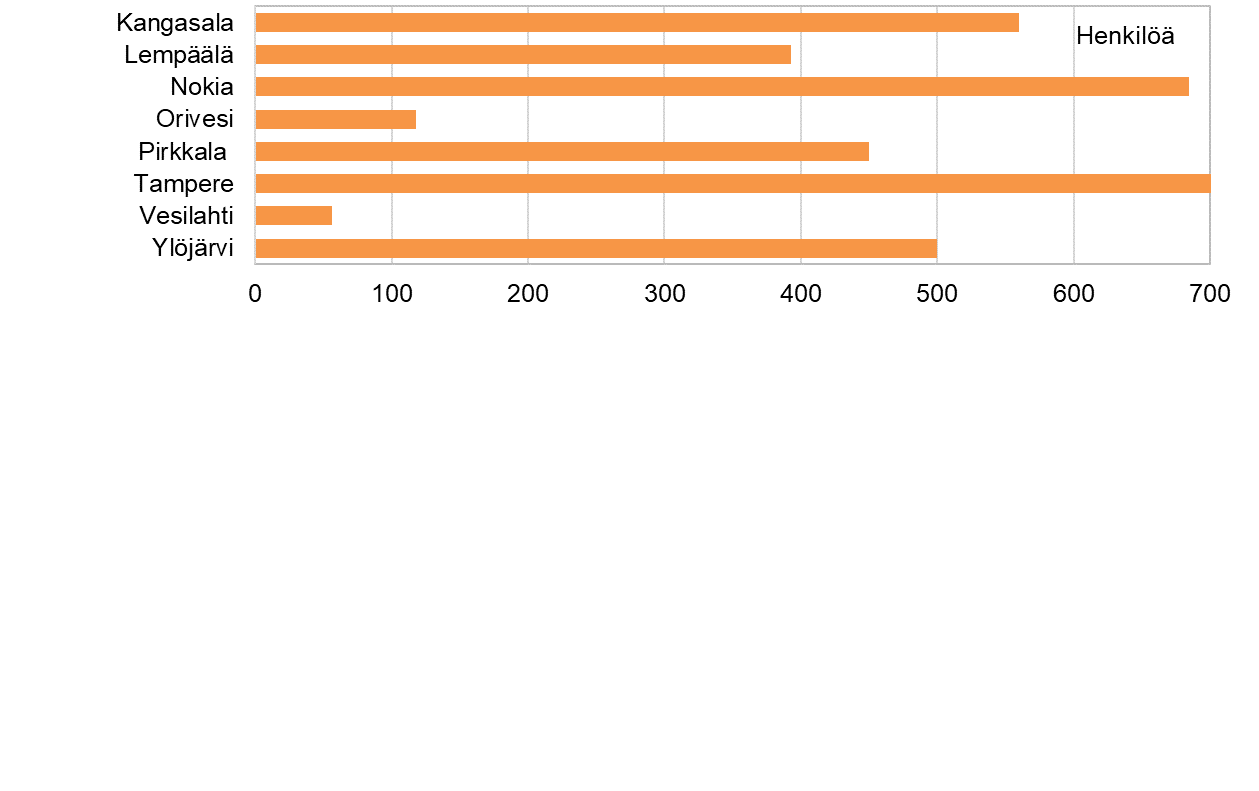 Kangasala
Henkilöä
Lempäälä
Nokia
Orivesi
Pirkkala
Tampere
Vesilahti
Ylöjärvi
0 100 200 300 400 500 600 700